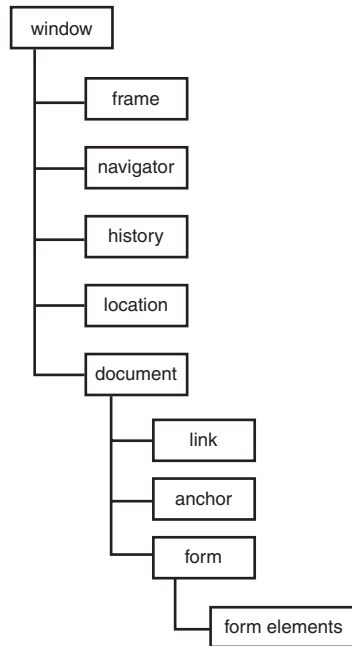 window
frame
navigator
history
location
document
link
anchor
form
form elements